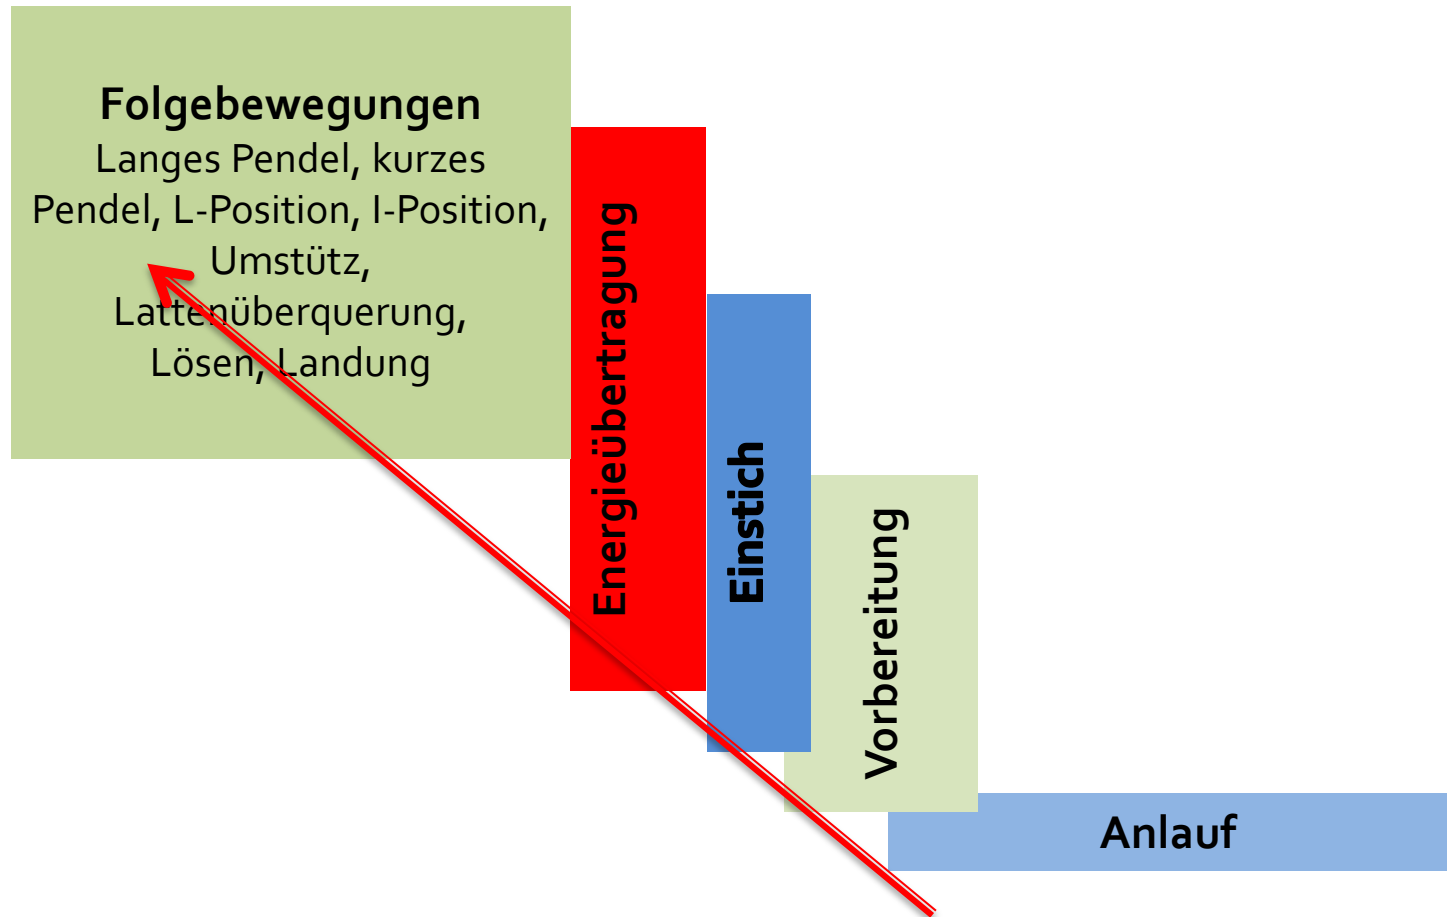 Folgebewegungen
Langes Pendel, kurzes
Pendel, L-Position, I-Position,
Umstütz,
Lattenüberquerung,
Lösen, Landung
Energieübertragung
Einstich
Vorbereitung
Anlauf